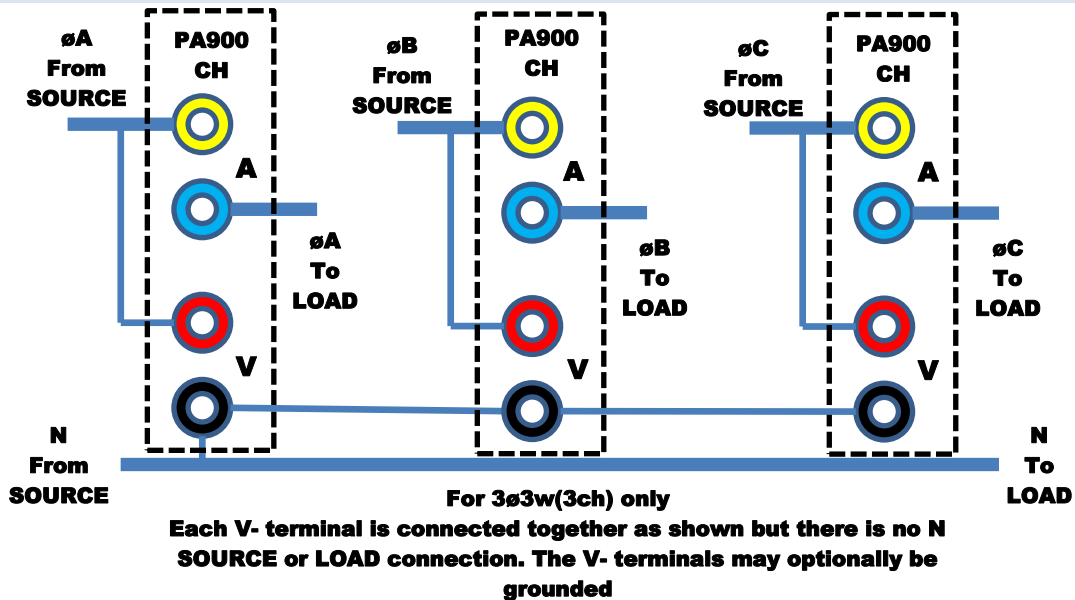 øA
From
SOURCE
PA900
CH
A
øA
To
LOAD
V
øB
From
SOURCE
PA900
CH
A
øB
To
LOAD
V
øC
From
SOURCE
PA900
CH
A
øC
To
LOAD
V
N
From
SOURCE
N
To
LOAD
For 3ø3w(3ch) only
Each V- terminal is connected together as shown but there is no N
SOURCE or LOAD connection. The V- terminals may optionally be
grounded